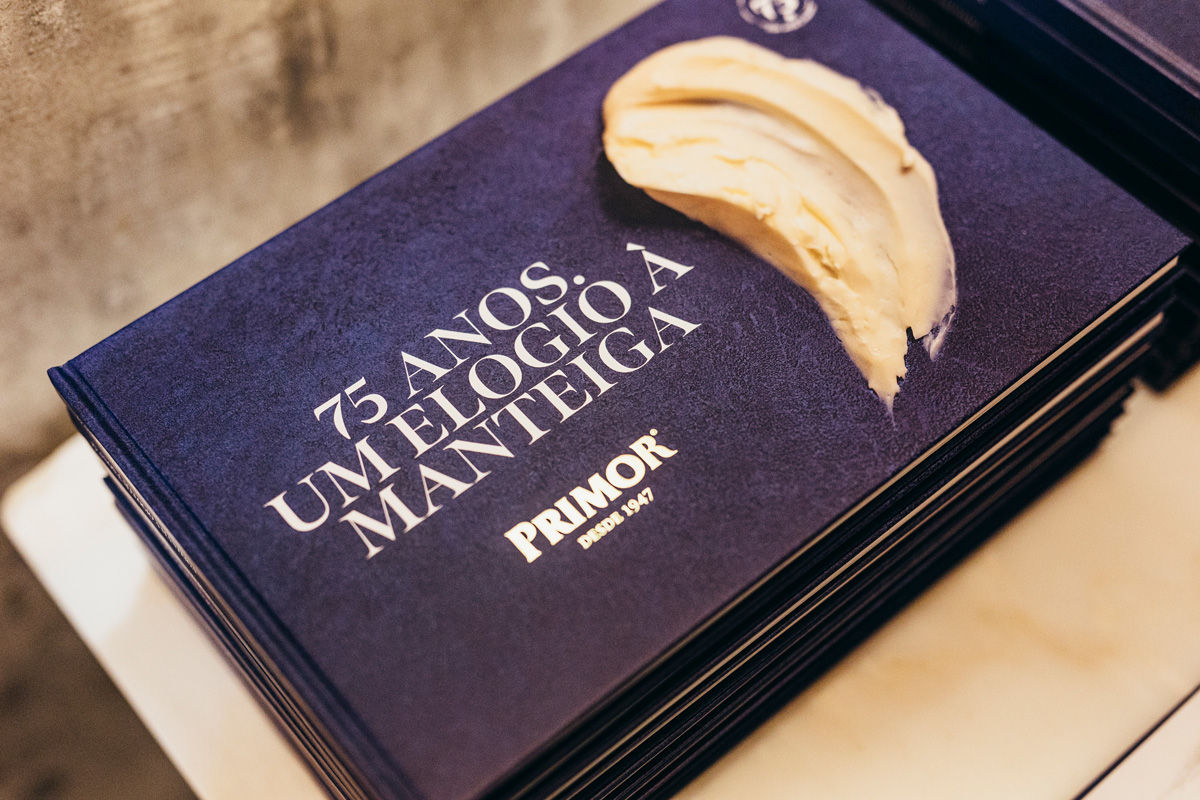 75 ANOS.
UM ELOGIO À
MANTEIGA
PRIMOR
DESDE 1947